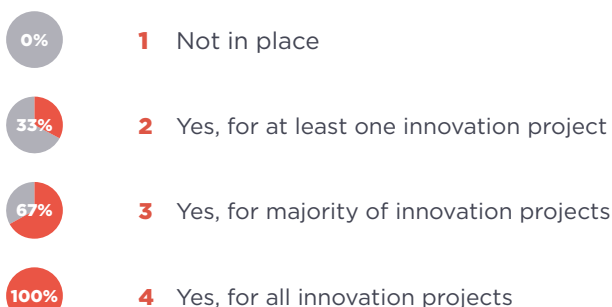 0% 1 Not in place
33% 2 Yes, for at least one innovation project
67% 3 Yes, for majority of innovation projects
100% 4 Yes, for all innovation projects